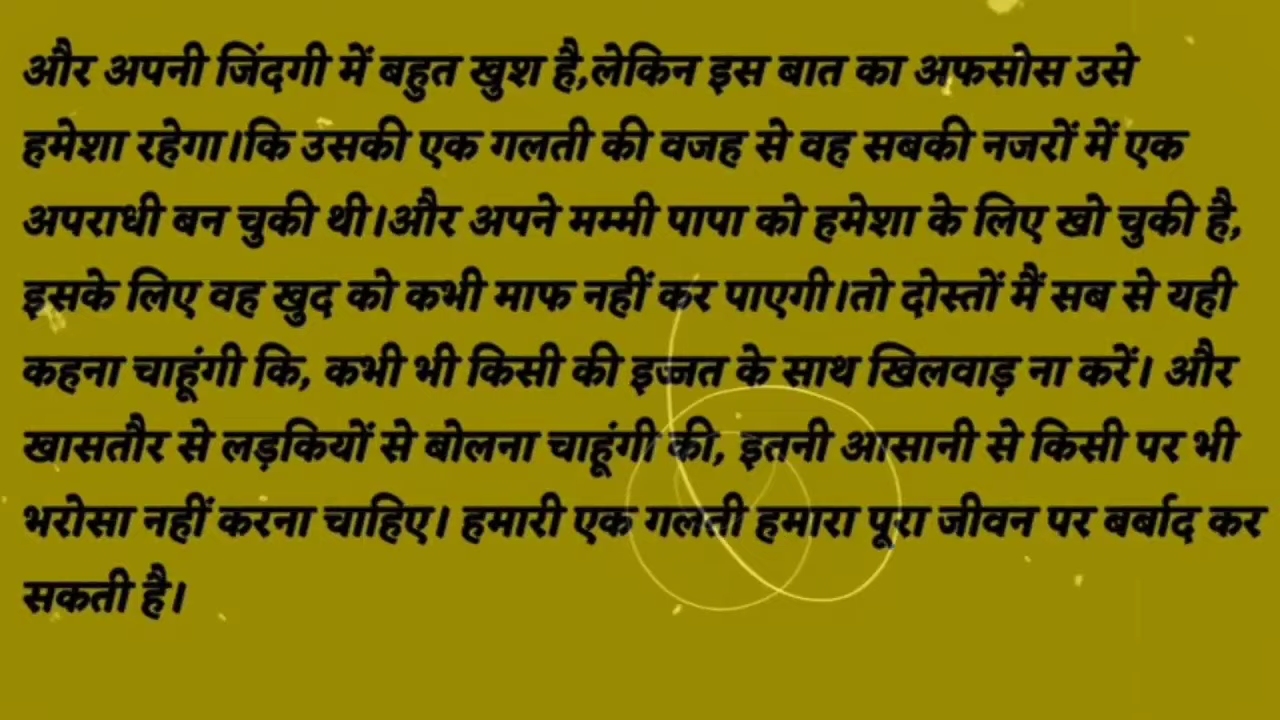 और अपनी जिंदगी में बहुत खुश है,लेकिन इस बात का अफसोस उसे
हमेशा रहेगा।कि उसकी एक गलती की वजह से वह सबकी नजरों में एक
अपराधी बन चुकी थी।और अपने मम्मी पापा को हमेशा के लिए खो चुकी है,
इसके लिए वह खुद को कभी माफ नहीं कर पाएगी।तो दोस्तों मैं सब से यही
कहना चाहूंगी कि, कभी भी किसी की इज्जत के साथ खिलवाड़ ना करें। और
खासतौर से लड़कियों से बोलना चाहूंगी की, इतनी आसानी से किसी पर भी
भरोसा नहीं करना चाहिए। हमारी एक गलती हमारा पूरा जीवन पर बर्बाद कर
सकती है।